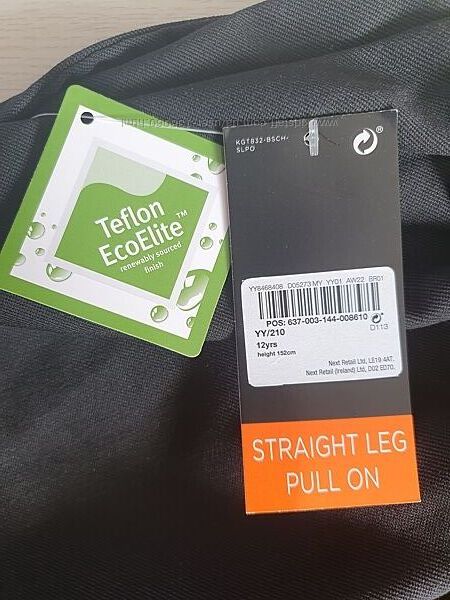 Teflon
EcoElite™
renewably sourced
finish
KGT832-BSCH-
SLPO
YY8468408 D05273 MY YY01 AW22 BR01
POS: 637-003-144-008610
YY/210
D113
12yrs
height 152cm
Next Retail Ltd, LE19 4AT.
Next Retail (Ireland) Ltd, D02 ED70.
STRAIGHT LEG
PULL ON